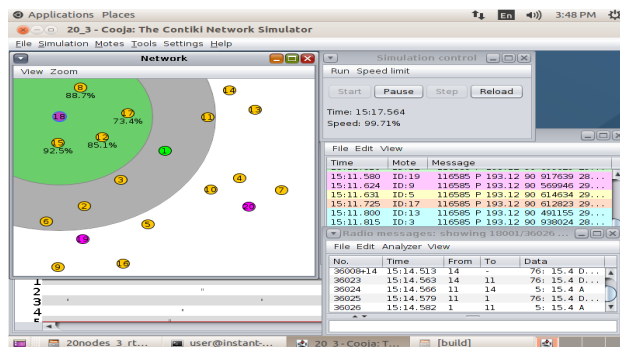 Applications Places En 3:48 PM
20_3 - Cooja: The Contiki Network Simulator
File Simulation Motes Tools Settings Help
Network
View Zoom
8
88.7%
14
13
18
17
73.4%
11
12
85.1%
15
92.5%
1
3
4
10
7
2
20
6
5
19
9
16
Simulation control
Run Speed limit
Start Pause Step Reload
Time: 15:17.564
Speed: 99.71%
File Edit View
Time Mote Message
15:11.580 ID:19 116585 P 193.12 90 917639 28...
15:11.624 ID:9 116585 P 193.12 90 569946 29...
15:11.631 ID:5 116585 P 193.12 90 614634 29...
15:11.725 ID:17 116585 P 193.12 90 612823 29...
15:11.800 ID:13 116585 P 193.12 90 491155 29...
15:11.815 ID:3 116585 P 193.12 90 938024 28...
Radio messages: showing 18001/36026 ...
File Edit Analyzer View
No. Time From To Data
36008+14 15:14.513 14 - 76: 15.4 D...
36023 15:14.563 14 11 76: 15.4 D...
36024 15:14.566 11 14 5: 15.4 A
36025 15:14.579 11 1 76: 15.4 D...
36026 15:14.582 1 11 5: 15.4 A
1
2
3
4
20nodes_3_rt... user@instant-... 20_3 - Cooja: T... [build]